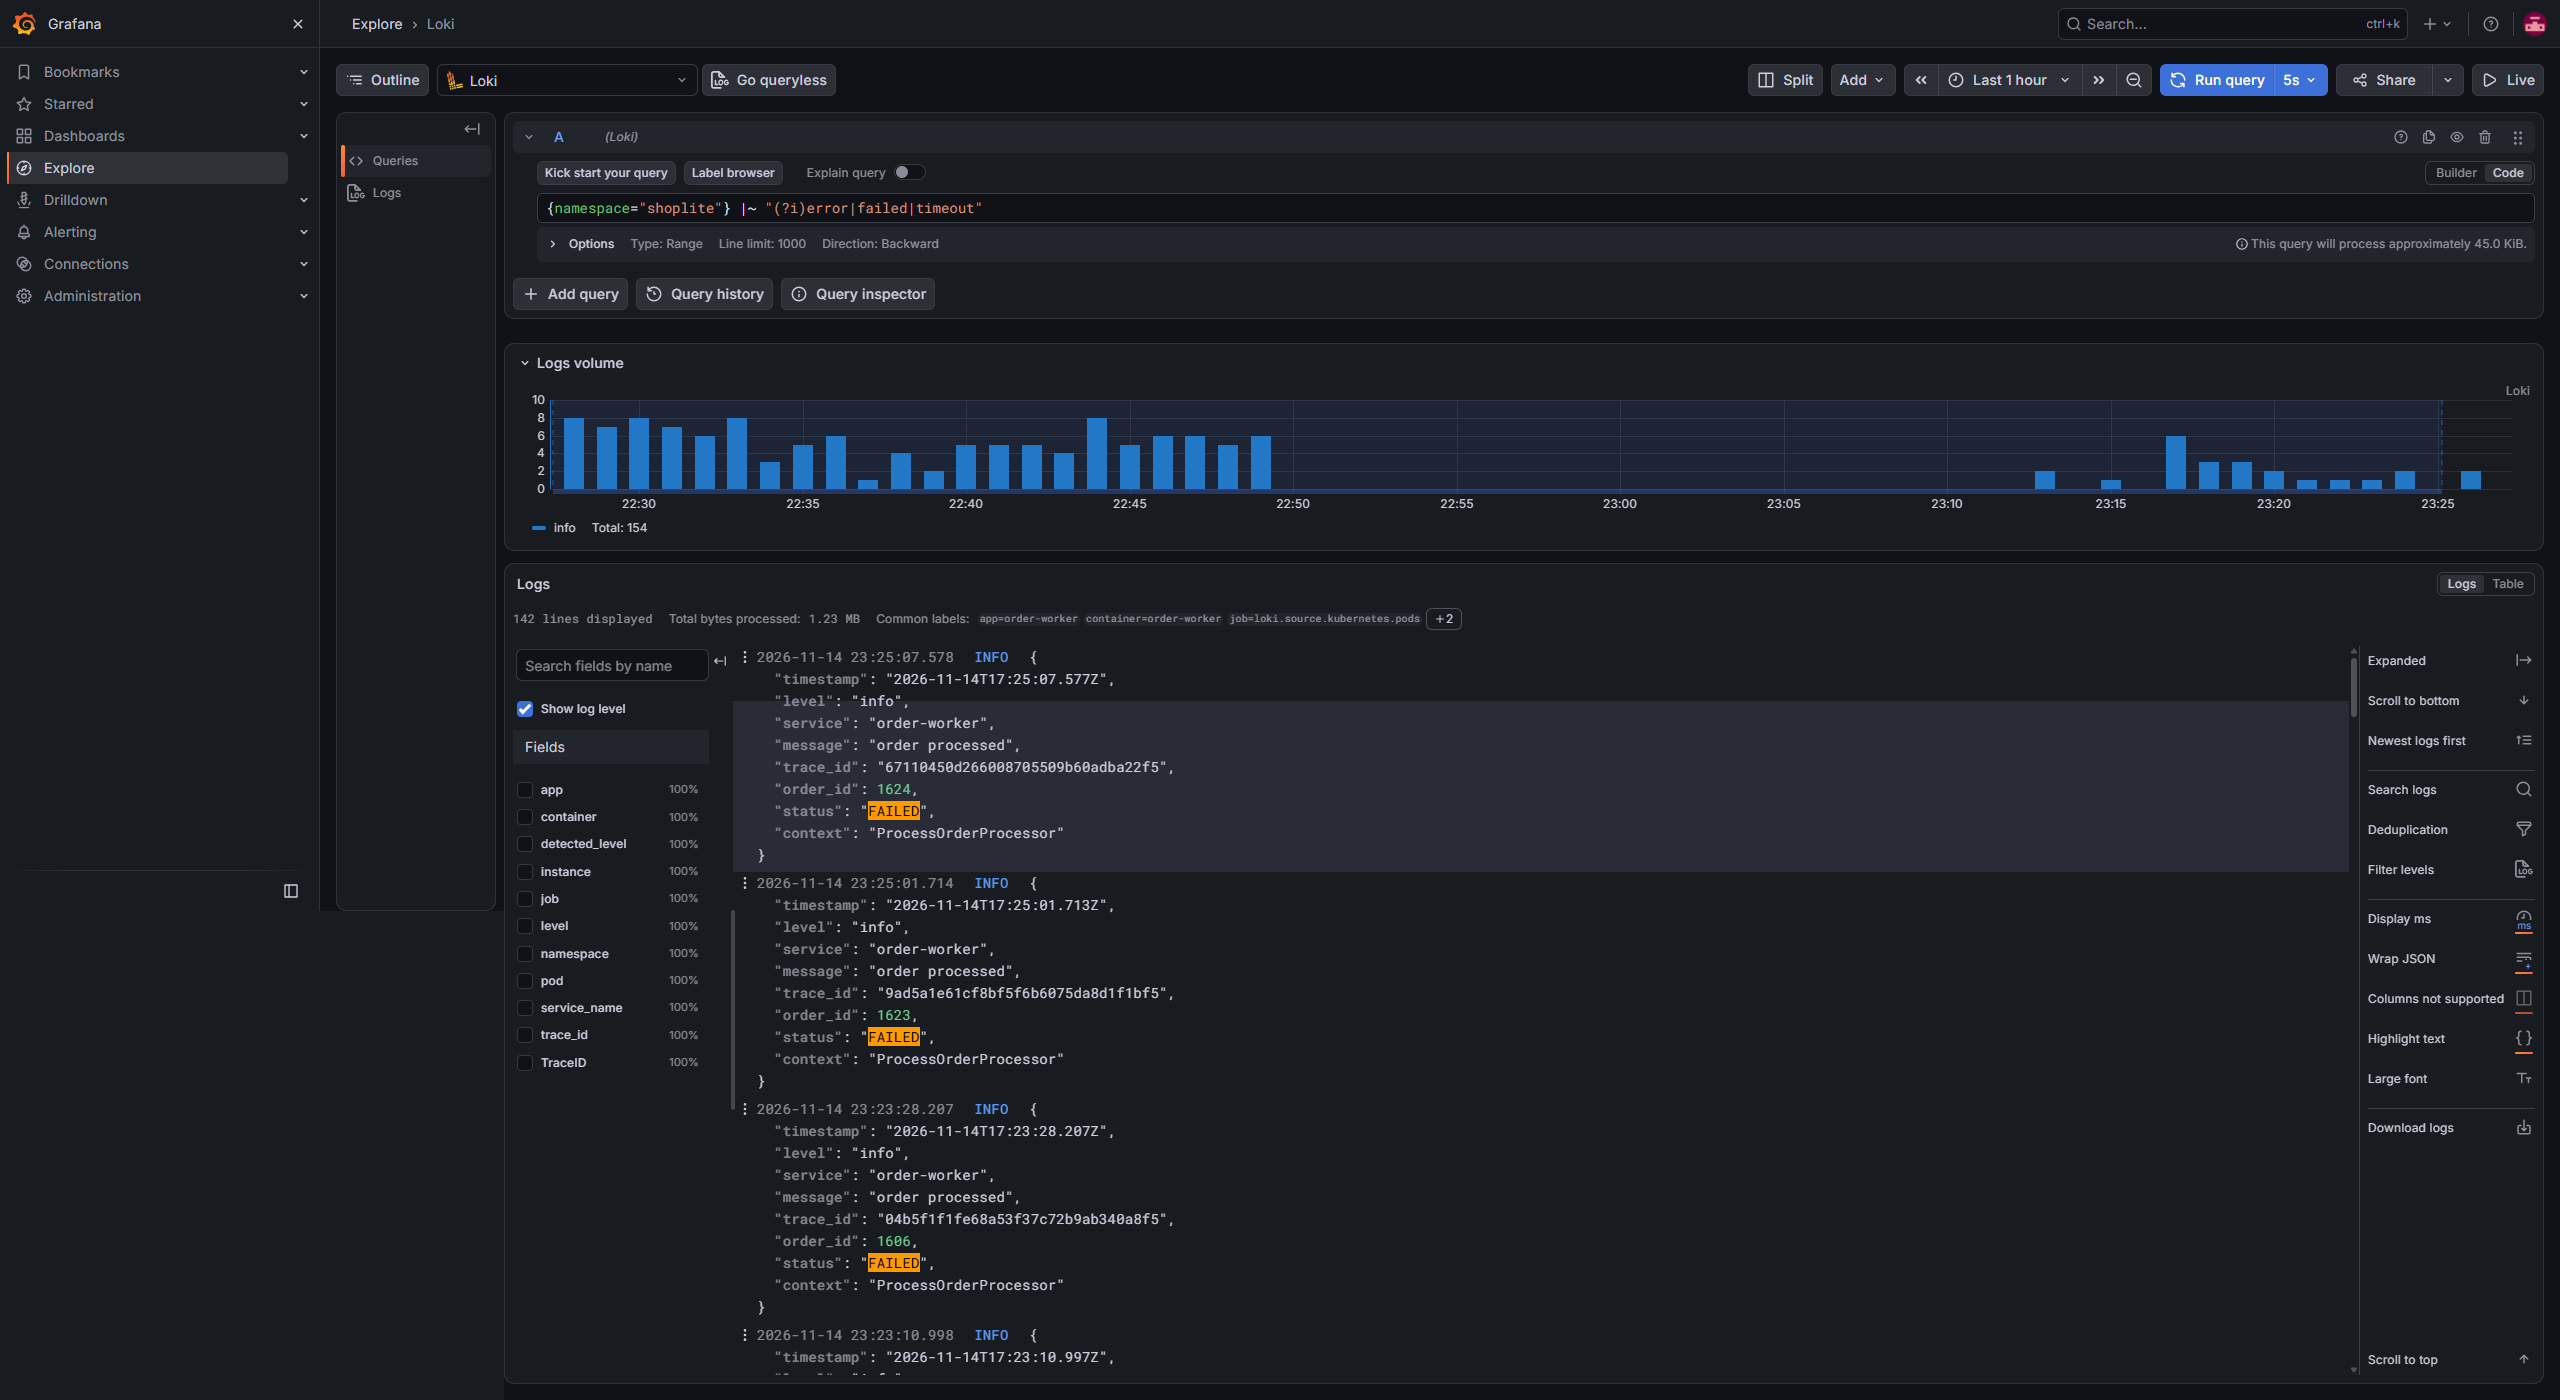 Grafana
Explore › Loki
Search... ctrl+k
Bookmarks
Starred
Dashboards
Explore
Drilldown
Alerting
Connections
Administration
Outline
Loki
Go queryless
Split
Add
Last 1 hour
Run query
5s
Share
Live
Queries
Logs
A (Loki)
Kick start your query
Label browser
Explain query
Builder
Code
{namespace="shoplite"} |~ "(?i)error|failed|timeout"
Options Type: Range Line limit: 1000 Direction: Backward
This query will process approximately 45.0 KiB.
Add query
Query history
Query inspector
Logs volume
Loki
10
8
6
4
2
0
22:30 22:35 22:40 22:45 22:50 22:55 23:00 23:05 23:10 23:15 23:20 23:25
info Total: 154
Logs
Logs Table
142 lines displayed Total bytes processed: 1.23 MB Common labels: app=order-worker container=order-worker job=loki.source.kubernetes.pods +2
Search fields by name
Show log level
Fields
app 100%
container 100%
detected_level 100%
instance 100%
job 100%
level 100%
namespace 100%
pod 100%
service_name 100%
trace_id 100%
TraceID 100%
2026-11-14 23:25:07.578 INFO {
"timestamp": "2026-11-14T17:25:07.577Z",
"level": "info",
"service": "order-worker",
"message": "order processed",
"trace_id": "67110450d266008705509b60adba22f5",
"order_id": 1624,
"status": "FAILED",
"context": "ProcessOrderProcessor"
}
2026-11-14 23:25:01.714 INFO {
"timestamp": "2026-11-14T17:25:01.713Z",
"level": "info",
"service": "order-worker",
"message": "order processed",
"trace_id": "9ad5a1e61cf8bf5f6b6075da8d1f1bf5",
"order_id": 1623,
"status": "FAILED",
"context": "ProcessOrderProcessor"
}
2026-11-14 23:23:28.207 INFO {
"timestamp": "2026-11-14T17:23:28.207Z",
"level": "info",
"service": "order-worker",
"message": "order processed",
"trace_id": "04b5f1f1fe68a53f37c72b9ab340a8f5",
"order_id": 1606,
"status": "FAILED",
"context": "ProcessOrderProcessor"
}
2026-11-14 23:23:10.998 INFO {
"timestamp": "2026-11-14T17:23:10.997Z",
Expanded
Scroll to bottom
Newest logs first
Search logs
Deduplication
Filter levels
Display ms
Wrap JSON
Columns not supported
Highlight text
Large font
Download logs
Scroll to top